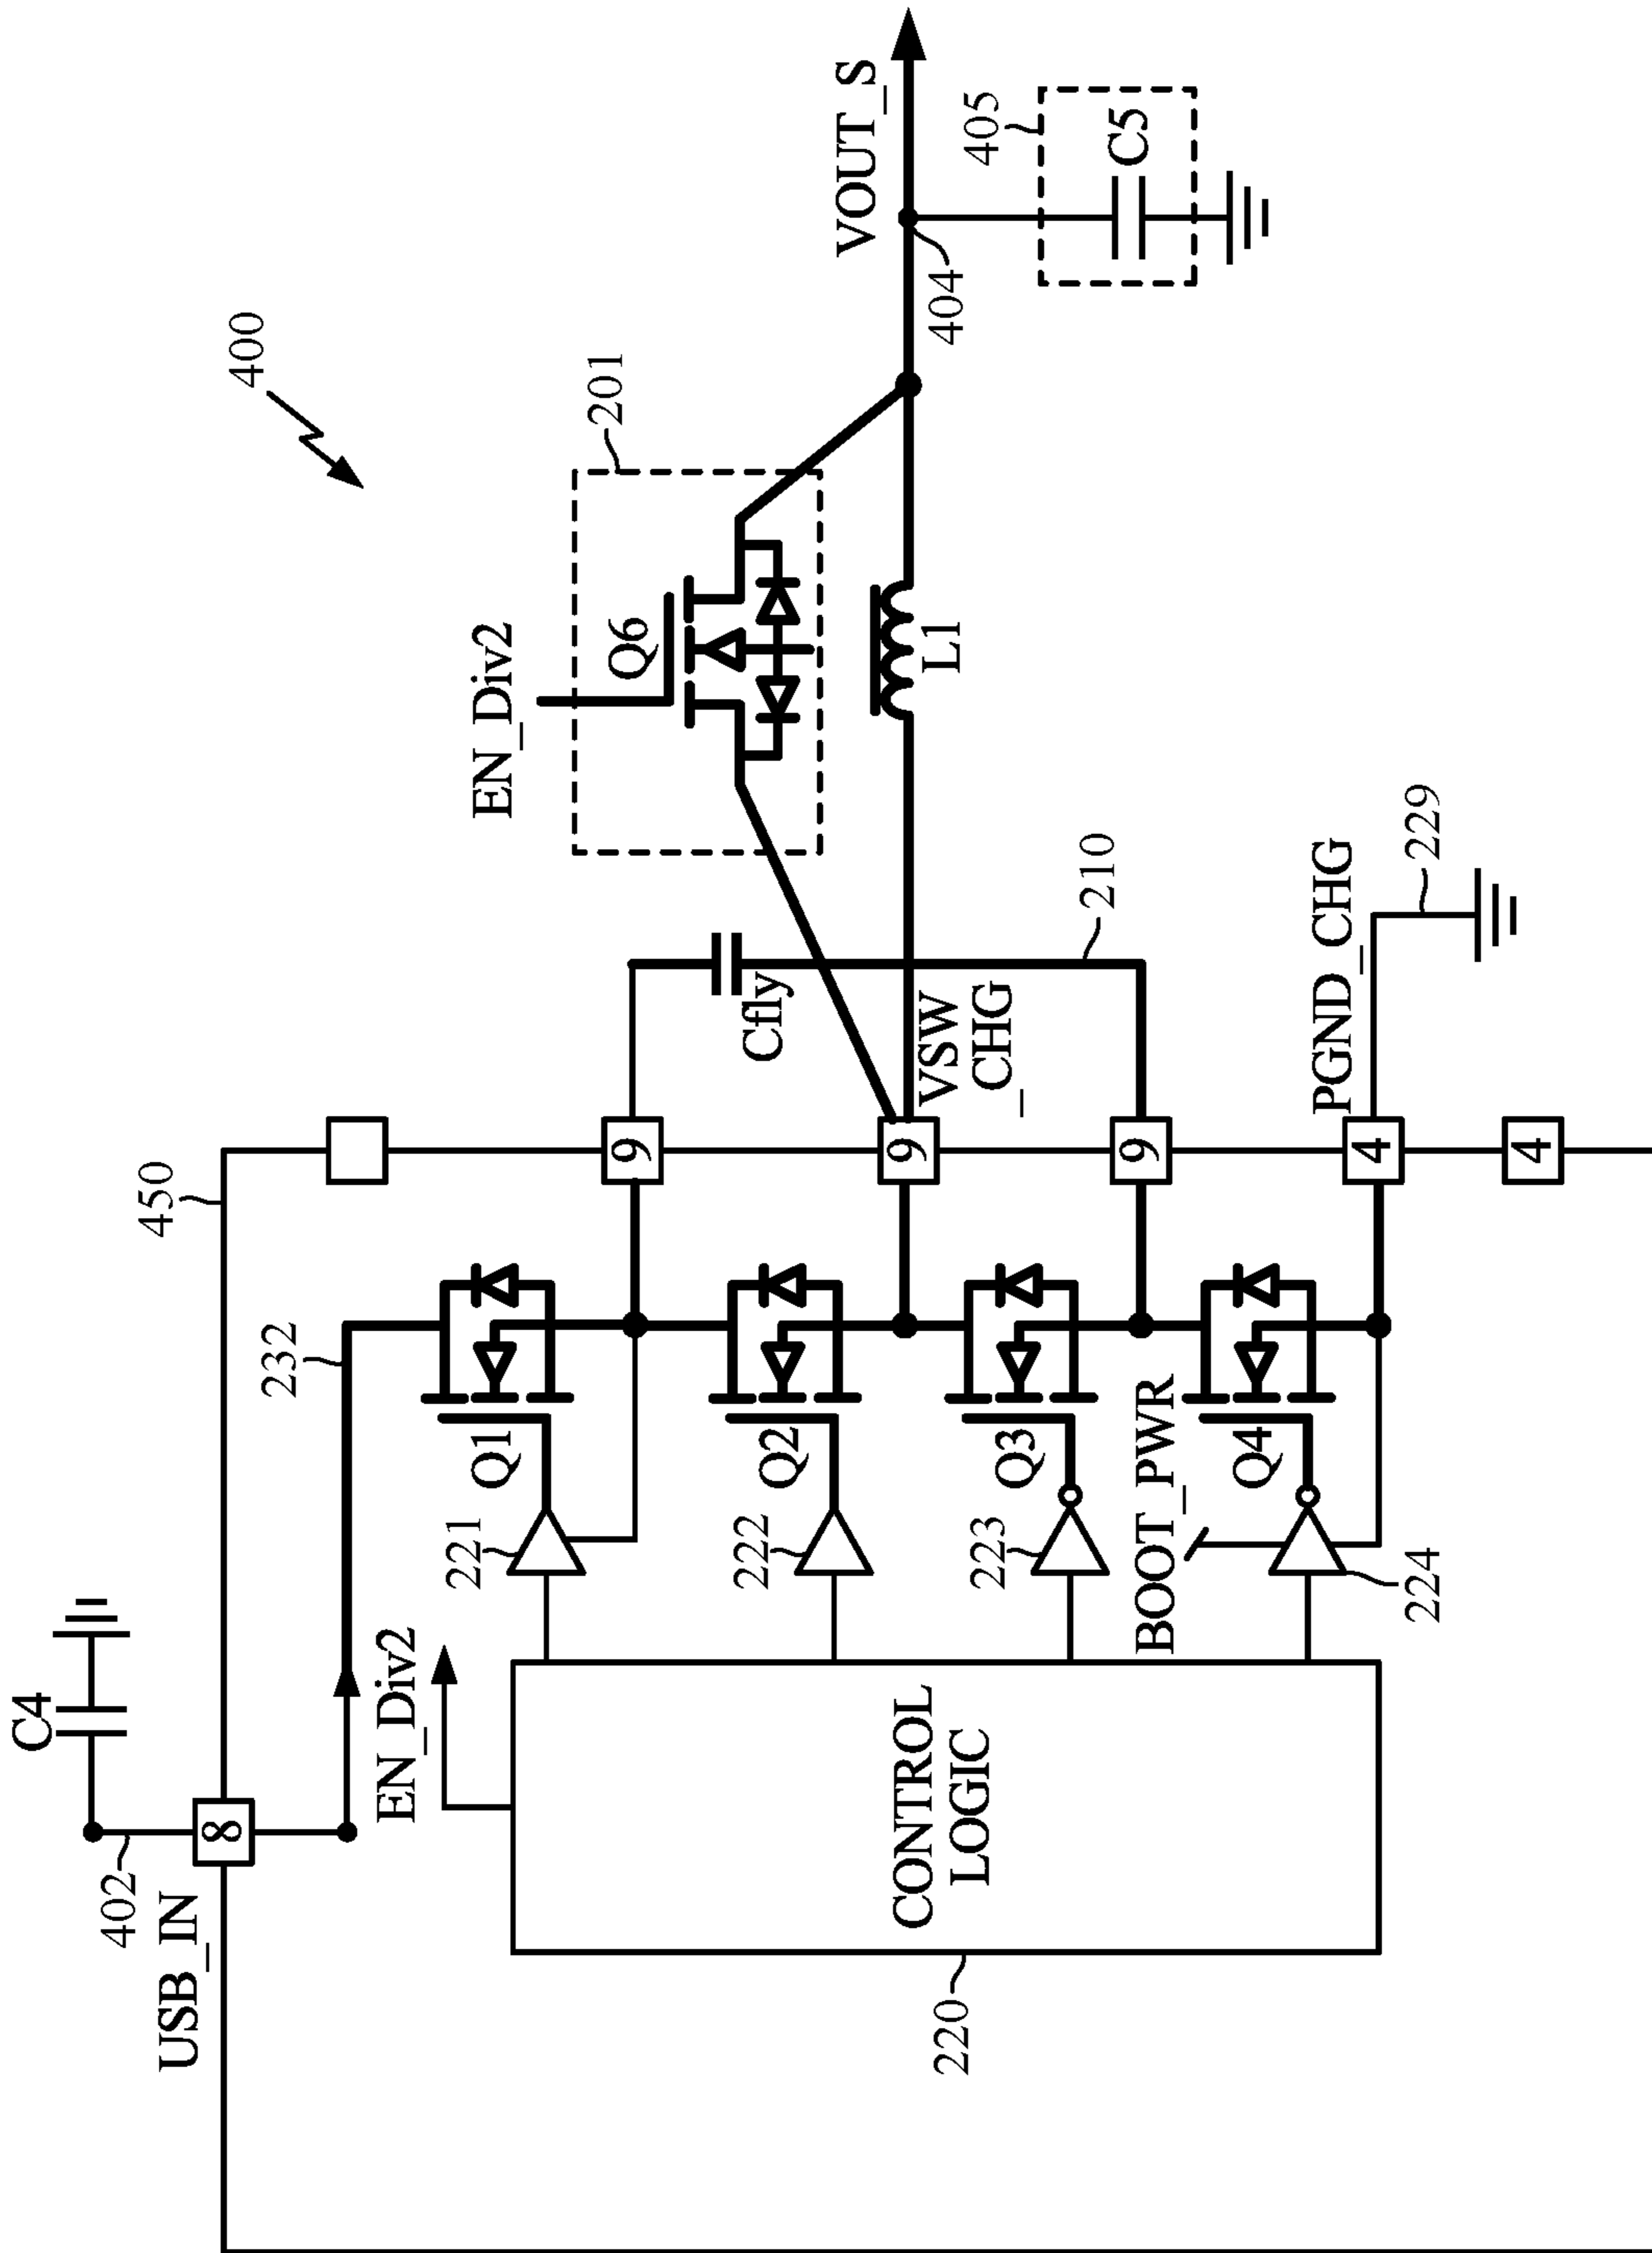 400
C4
402
USB_IN
8
450
232
EN_Div2
EN_Div2
Q6
201
Q1
221
9
Cfly
VOUT_S
404
405
C5
L1
CONTROL
LOGIC
220
Q2
222
9
VSW
_CHG
210
Q3
223
9
BOOT_PWR
Q4
224
4
PGND_CHG
229
4